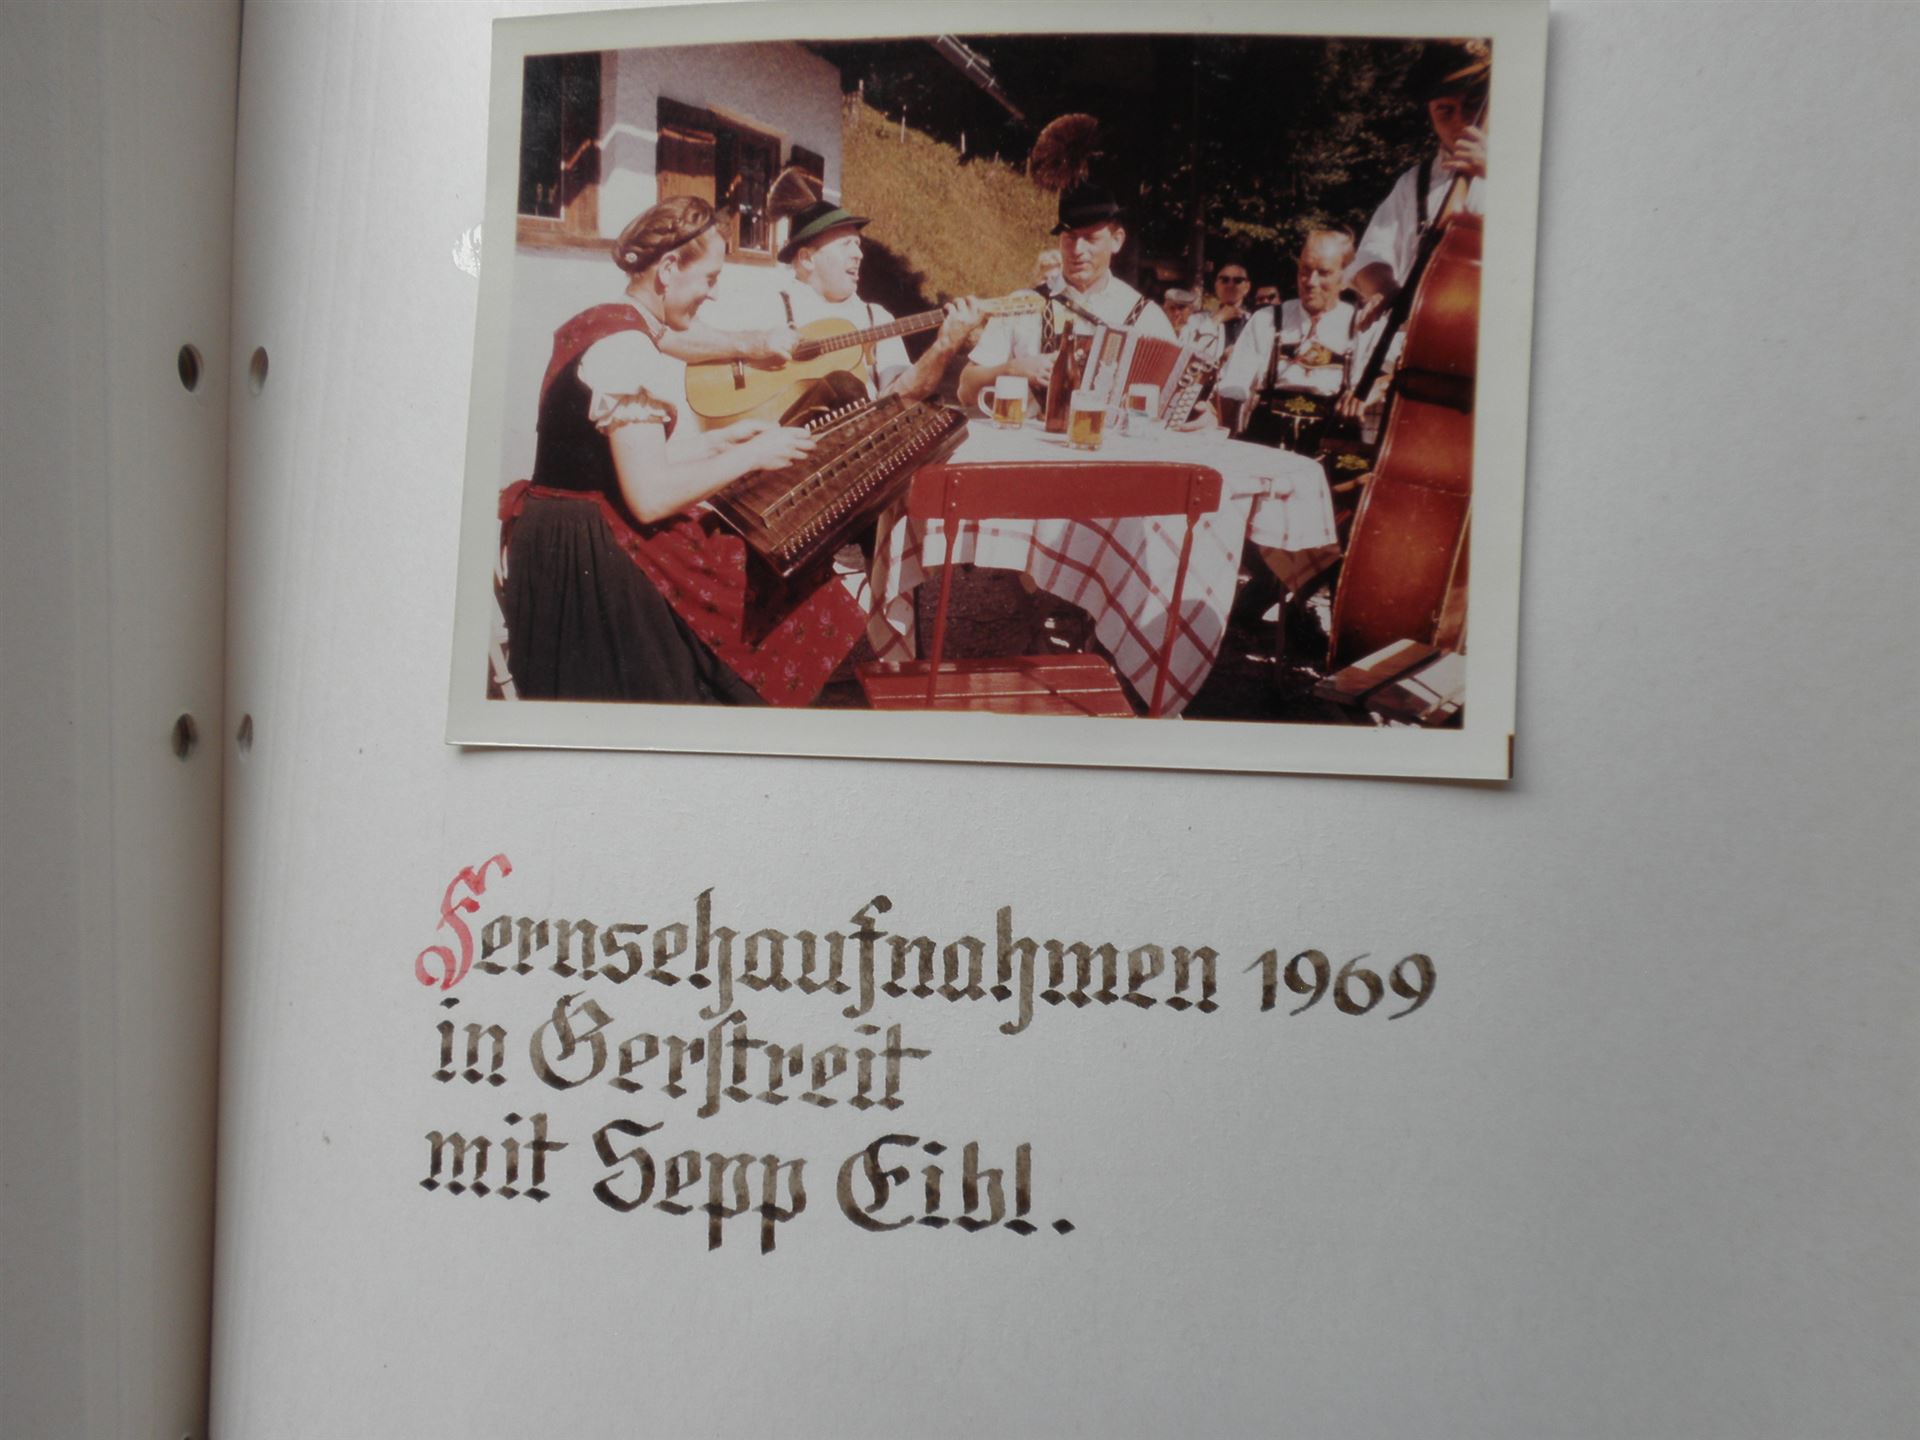 Fernsehaufnahmen 1969
in Gerstreit
mit Sepp Eibl.